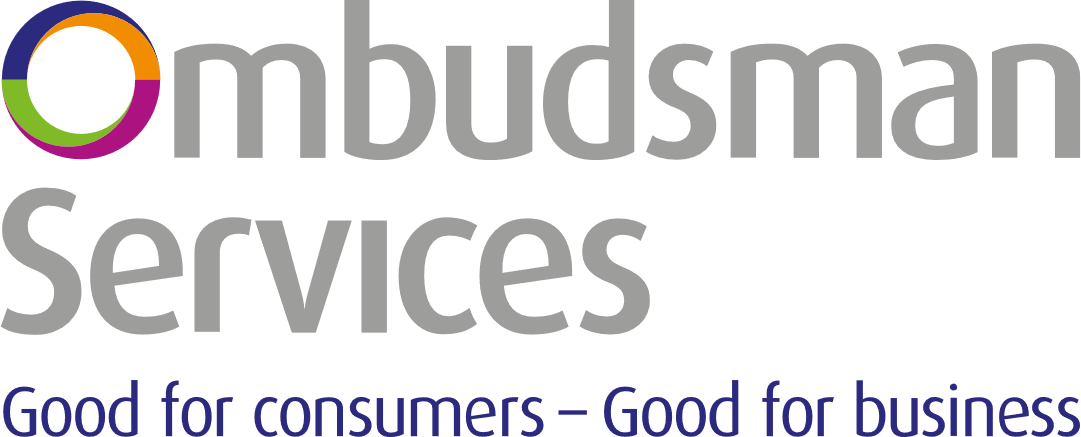 Ombudsman
Services
Good for consumers – Good for business